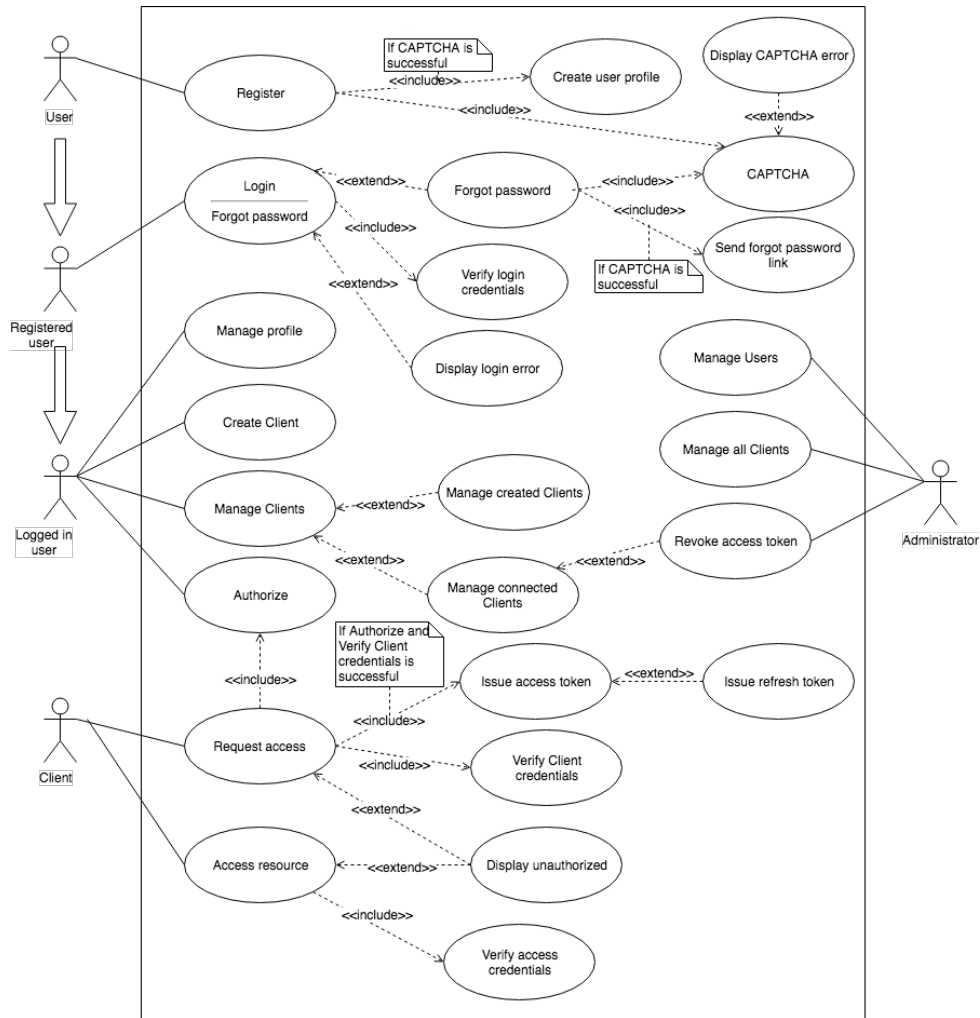 If CAPTCHA is
successful
Display CAPTCHA error
<<include>>
Create user profile
Register
User
<<include>>
<<extend>>
Login
Forgot password
<<extend>>
Forgot password
<<include>>
CAPTCHA
<<include>>
<<include>>
Send forgot password
link
If CAPTCHA is
successful
Verify login
credentials
<<extend>>
Registered
user
Manage profile
Display login error
Manage Users
Create Client
Manage all Clients
Manage created Clients
<<extend>>
Manage Clients
Logged in
user
Revoke access token
Administrator
<<extend>>
<<extend>>
Manage connected
Clients
Authorize
If Authorize and
Verify Client
credentials is
successful
<<include>>
Issue access token
<<extend>>
Issue refresh token
<<include>>
Request access
<<include>>
Verify Client
credentials
Client
<<extend>>
Access resource
<<extend>>
Display unauthorized
<<include>>
Verify access
credentials